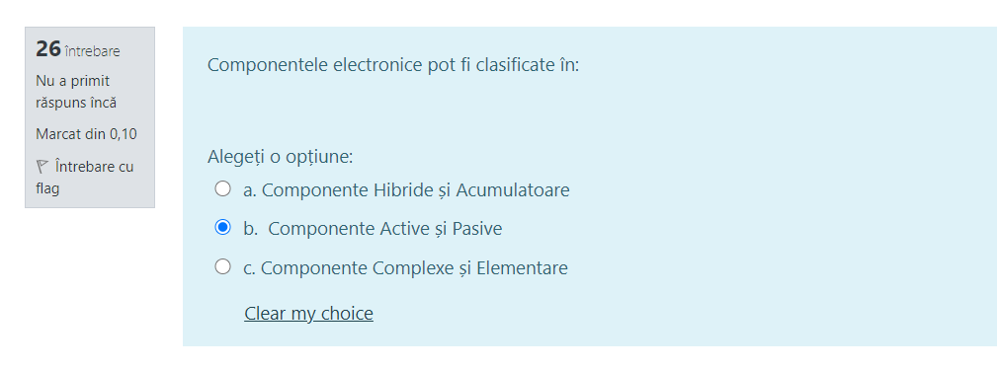 26 întrebare
Nu a primit
răspuns încă
Marcat din 0,10
Întrebare cu
flag
Componentele electronice pot fi clasificate în:
Alegeți o opțiune:
a. Componente Hibride și Acumulatoare
b. Componente Active și Pasive
c. Componente Complexe și Elementare
Clear my choice